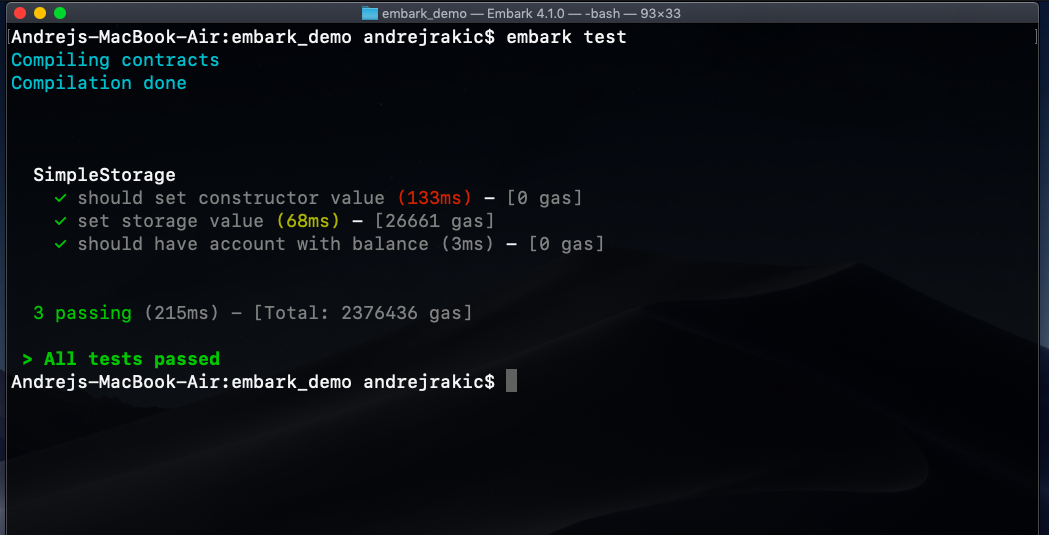 embark_demo — Embark 4.1.0 — -bash — 93×33
[Andrejs-MacBook-Air:embark_demo andrejrakic$ embark test ]
Compiling contracts
Compilation done
SimpleStorage
✓ should set constructor value (133ms) – [0 gas]
✓ set storage value (68ms) – [26661 gas]
✓ should have account with balance (3ms) – [0 gas]
3 passing (215ms) – [Total: 2376436 gas]
> All tests passed
Andrejs-MacBook-Air:embark_demo andrejrakic$